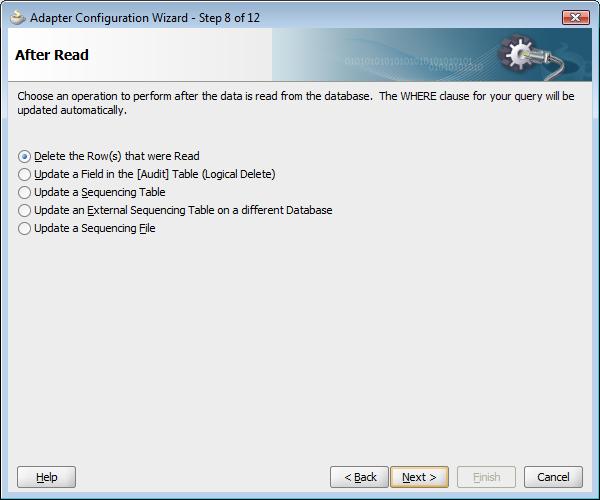 Adapter Configuration Wizard - Step 8 of 12
After Read
01010101010101010101010101
01010101010
Choose an operation to perform after the data is read from the database. The WHERE clause for your query will be
updated automatically.
Delete the Row(s) that were Read
Update a Field in the [Audit] Table (Logical Delete)
Update a Sequencing Table
Update an External Sequencing Table on a different Database
Update a Sequencing File
Help
< Back
Next >
Finish
Cancel